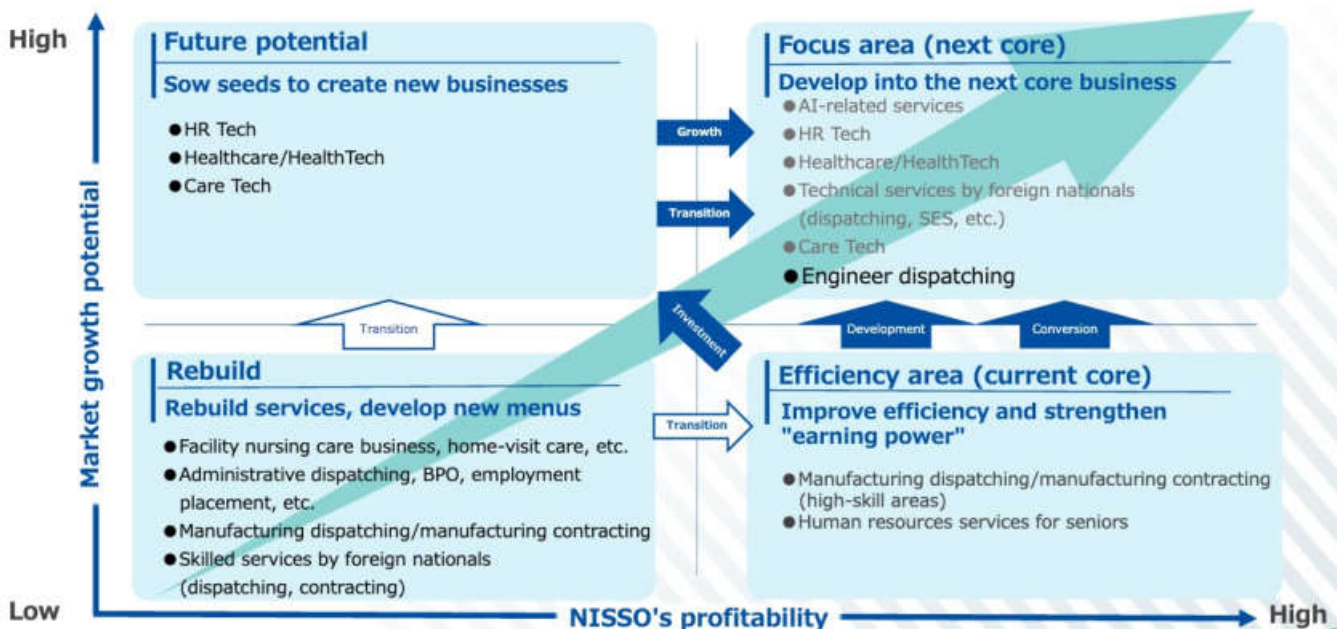 High
Future potential
Sow seeds to create new businesses
●HR Tech
●Healthcare/HealthTech
●Care Tech
Growth
Transition
Focus area (next core)
Develop into the next core business
●AI-related services
●HR Tech
●Healthcare/HealthTech
●Technical services by foreign nationals
(dispatching, SES, etc.)
●Care Tech
●Engineer dispatching
Market growth potential
Transition
Investment
Development
Conversion
Rebuild
Rebuild services, develop new menus
●Facility nursing care business, home-visit care, etc.
●Administrative dispatching, BPO, employment
placement, etc.
●Manufacturing dispatching/manufacturing contracting
●Skilled services by foreign nationals
(dispatching, contracting)
Transition
Efficiency area (current core)
Improve efficiency and strengthen
"earning power"
●Manufacturing dispatching/manufacturing contracting
(high-skill areas)
●Human resources services for seniors
Low
NISSO's profitability
High